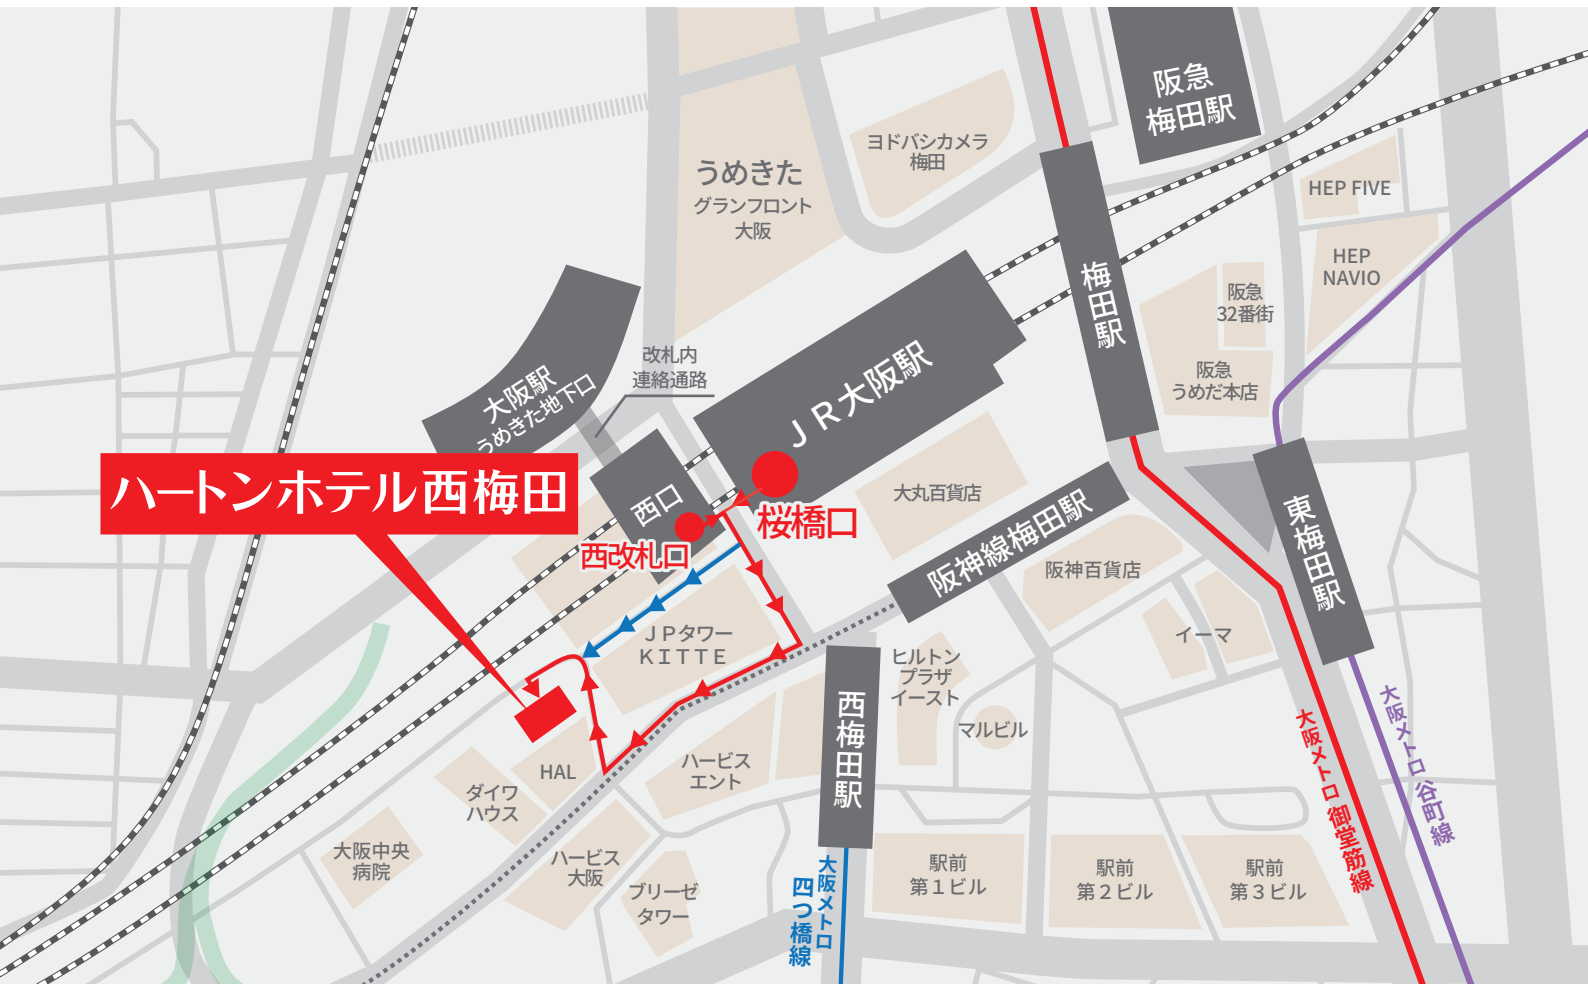 阪急
梅田駅
ヨドバシカメラ
梅田
うめきた
グランフロント
大阪
HEP FIVE
HEP
NAVIO
梅田駅
阪急
32番街
阪急
うめだ本店
改札内
連絡通路
大阪駅
うめきた地下口
ＪＲ大阪駅
ハートンホテル西梅田
西口
西改札口
桜橋口
大丸百貨店
阪神線梅田駅
阪神百貨店
東梅田駅
イーマ
ＪＰタワー
ＫＩＴＴＥ
ヒルトン
プラザ
イースト
マルビル
西梅田駅
ハービス
エント
HAL
ダイワ
ハウス
大阪中央
病院
ハービス
大阪
ブリーゼ
タワー
駅前
第１ビル
駅前
第２ビル
駅前
第３ビル
大阪メトロ
四つ橋線
大阪メトロ 御堂筋線
大阪メトロ 谷町線